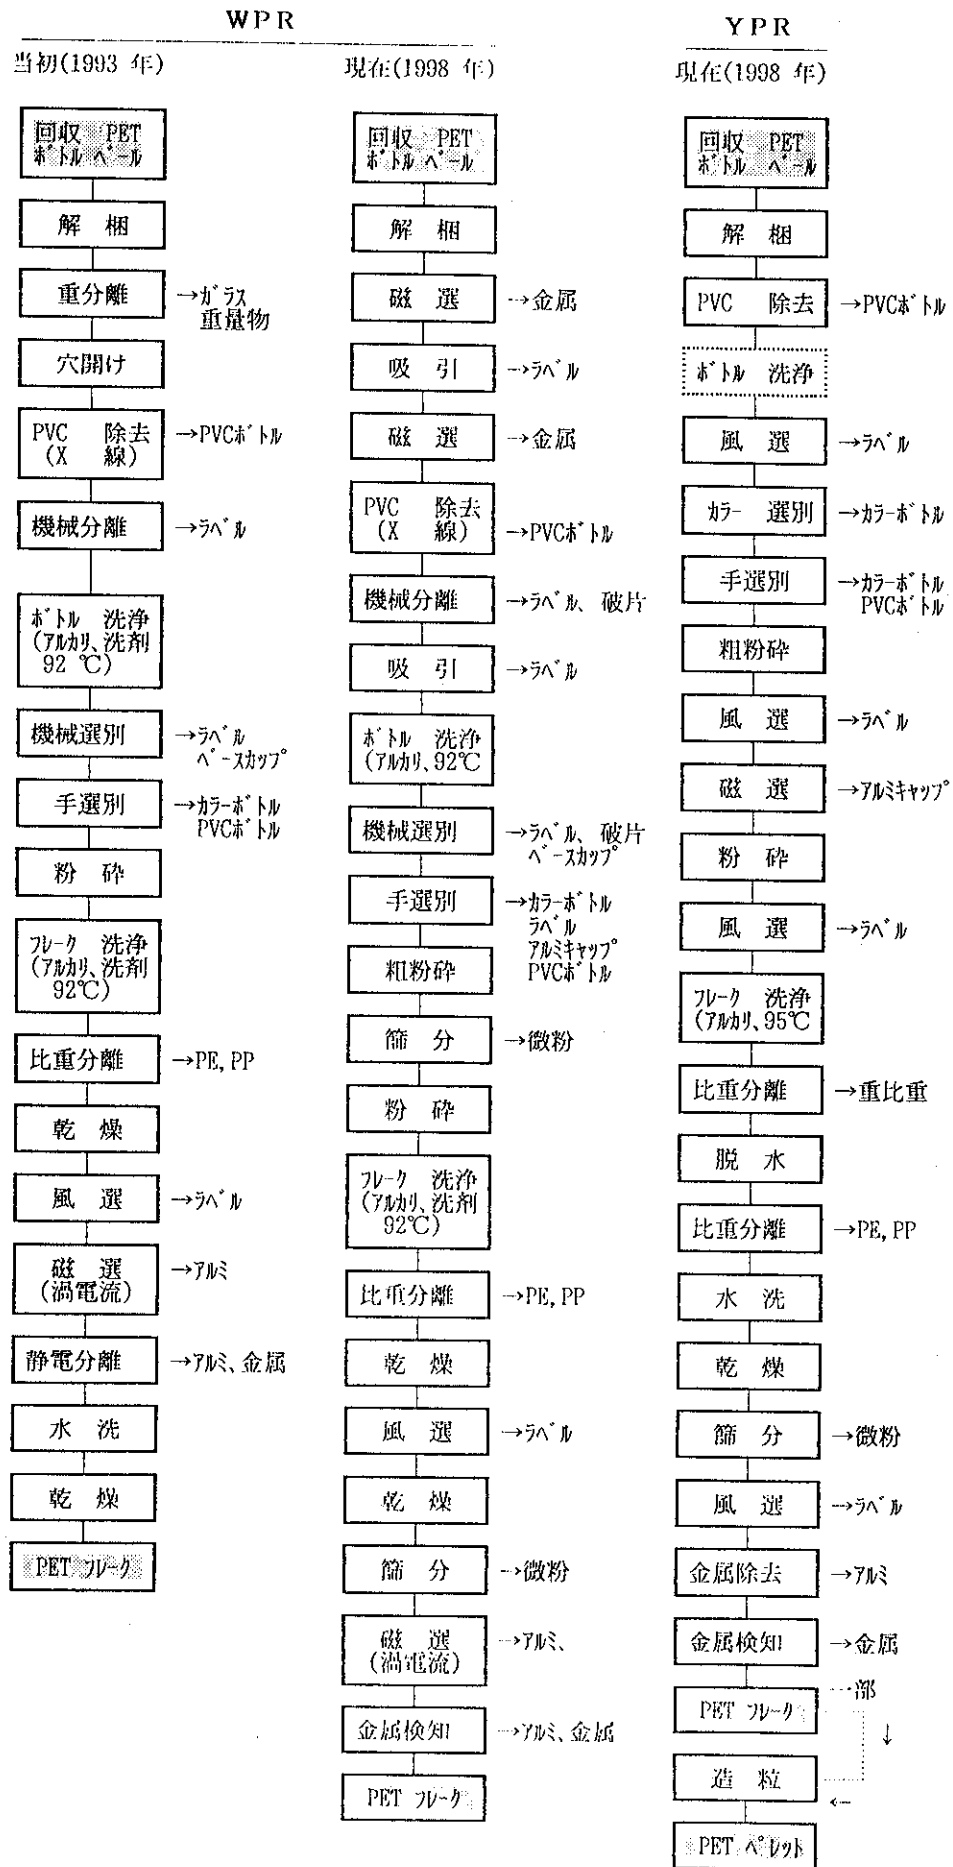 WPR
当初(1993 年)
回収 PET
ボトル ベール
解 梱
重分離
→ガラス
重量物
穴開け
PVC 除去
(X 線)
→PVCボトル
機械分離
→ラベル
ボトル 洗浄
(アルカリ、洗剤
92 ℃)
機械選別
→ラベル
ベースカップ
手選別
→カラーボトル
PVCボトル
粉 砕
フレーク 洗浄
(アルカリ、洗剤
92℃)
比重分離
→PE, PP
乾 燥
風 選
→ラベル
磁 選
(渦電流)
→アルミ
静電分離
→アルミ、金属
水 洗
乾 燥
PET フレーク
現在(1998 年)
回収 PET
ボトル ベール
解 梱
磁 選
→金属
吸 引
→ラベル
磁 選
→金属
PVC 除去
(X 線)
→PVCボトル
機械分離
→ラベル、破片
吸 引
→ラベル
ボトル 洗浄
(アルカリ、92℃
機械選別
→ラベル、破片
ベースカップ
手選別
→カラーボトル
ラベル
アルミキャップ
PVCボトル
粗粉砕
篩 分
→微粉
粉 砕
フレーク 洗浄
(アルカリ、洗剤
92℃)
比重分離
→PE, PP
乾 燥
風 選
→ラベル
乾 燥
篩 分
→微粉
磁 選
(渦電流)
→アルミ、
金属検知
→アルミ、金属
PET フレーク
YPR
現在(1998 年)
回収 PET
ボトル ベール
解 梱
PVC 除去
→PVCボトル
ボトル 洗浄
風 選
→ラベル
カラー 選別
→カラーボトル
手選別
→カラーボトル
PVCボトル
粗粉砕
風 選
→ラベル
磁 選
→アルミキャップ
粉 砕
風 選
→ラベル
フレーク 洗浄
(アルカリ、95℃
比重分離
→重比重
脱 水
比重分離
→PE, PP
水 洗
乾 燥
篩 分
→微粉
風 選
→ラベル
金属除去
→アルミ
金属検知
→金属
部
PET フレーク
↓
造 粒
←
PET ペレット